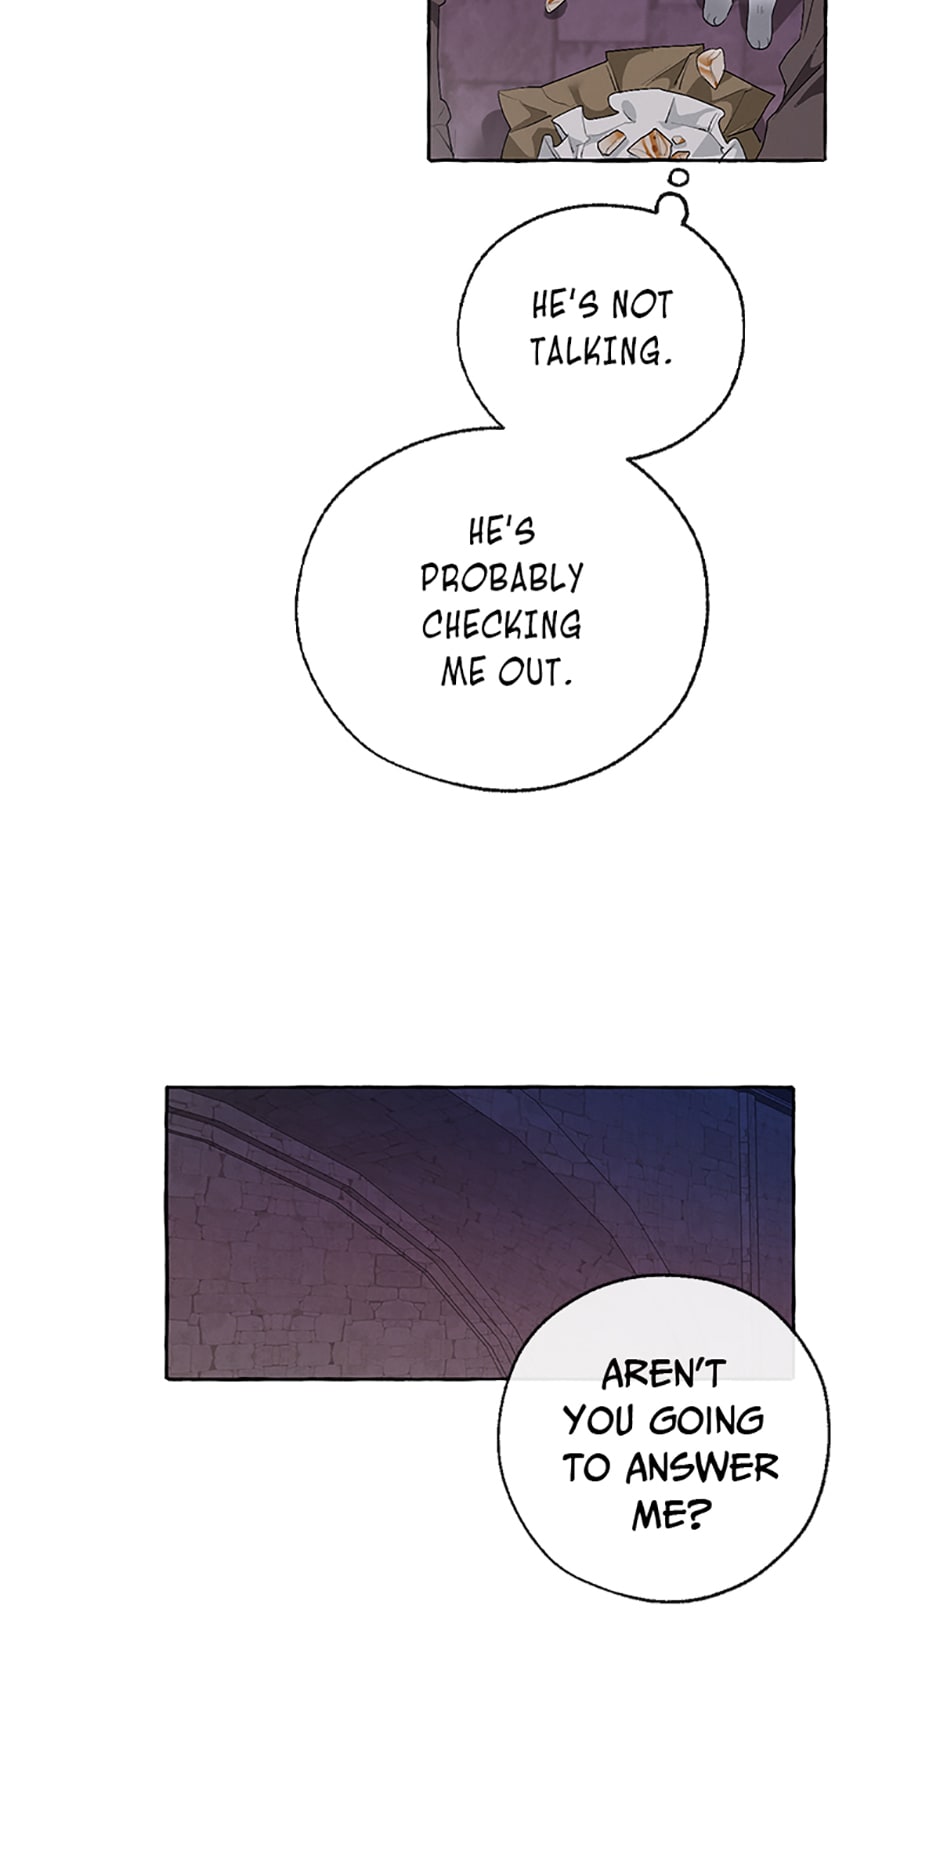 HE'S NOT
TALKING.
HE'S
PROBABLY
CHECKING
ME OUT.
AREN'T
YOU GOING
TO ANSWER
ME?